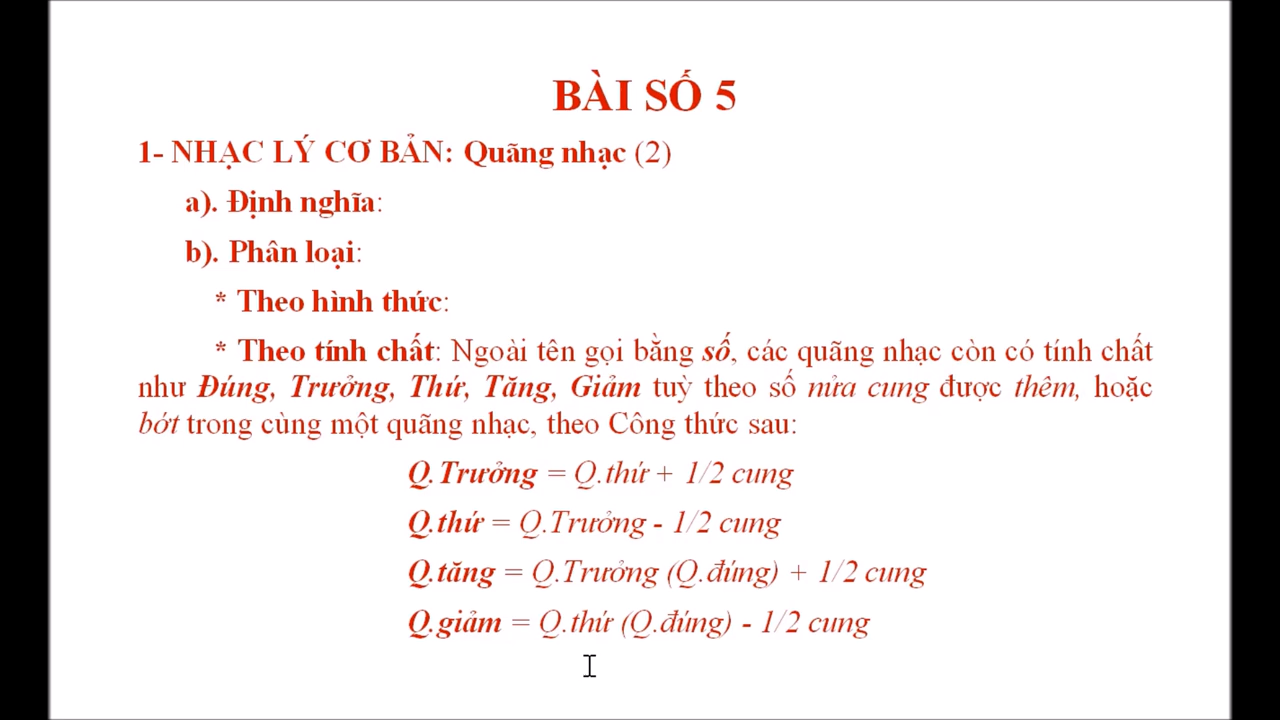 BÀI SỐ 5
1- NHẠC LÝ CƠ BẢN: Quãng nhạc (2)
a). Định nghĩa:
b). Phân loại:
* Theo hình thức:
* Theo tính chất: Ngoài tên gọi bằng số, các quãng nhạc còn có tính chất
như Đúng, Trưởng, Thứ, Tăng, Giảm tuỳ theo số nửa cung được thêm, hoặc
bớt trong cùng một quãng nhạc, theo Công thức sau:
Q.Trưởng = Q.thứ + 1/2 cung
Q.thứ = Q.Trưởng - 1/2 cung
Q.tăng = Q.Trưởng (Q.đúng) + 1/2 cung
Q.giảm = Q.thứ (Q.đúng) - 1/2 cung